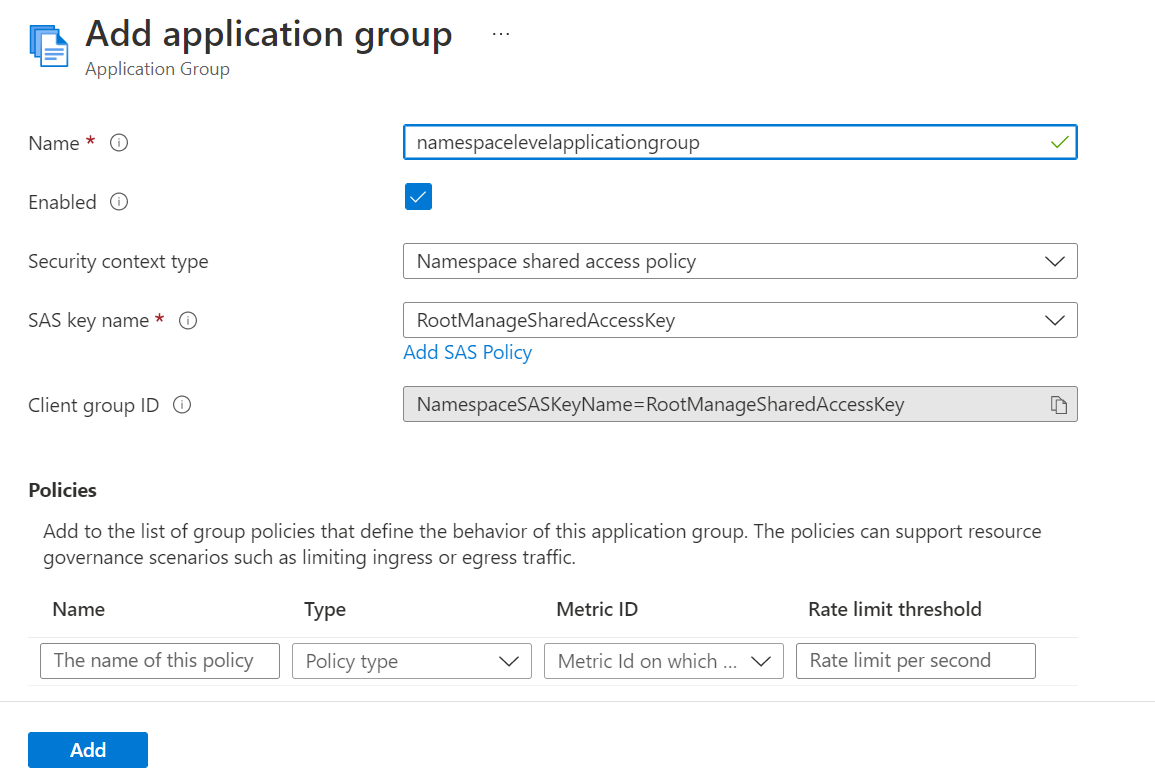 Add application group ...
Application Group
Name *
namespacelevelapplicationgroup
Enabled
Security context type
Namespace shared access policy
SAS key name *
RootManageSharedAccessKey
Add SAS Policy
Client group ID
NamespaceSASKeyName=RootManageSharedAccessKey
Policies
Add to the list of group policies that define the behavior of this application group. The policies can support resource
governance scenarios such as limiting ingress or egress traffic.
Name Type Metric ID Rate limit threshold
The name of this policy Policy type Metric Id on which ... Rate limit per second
Add